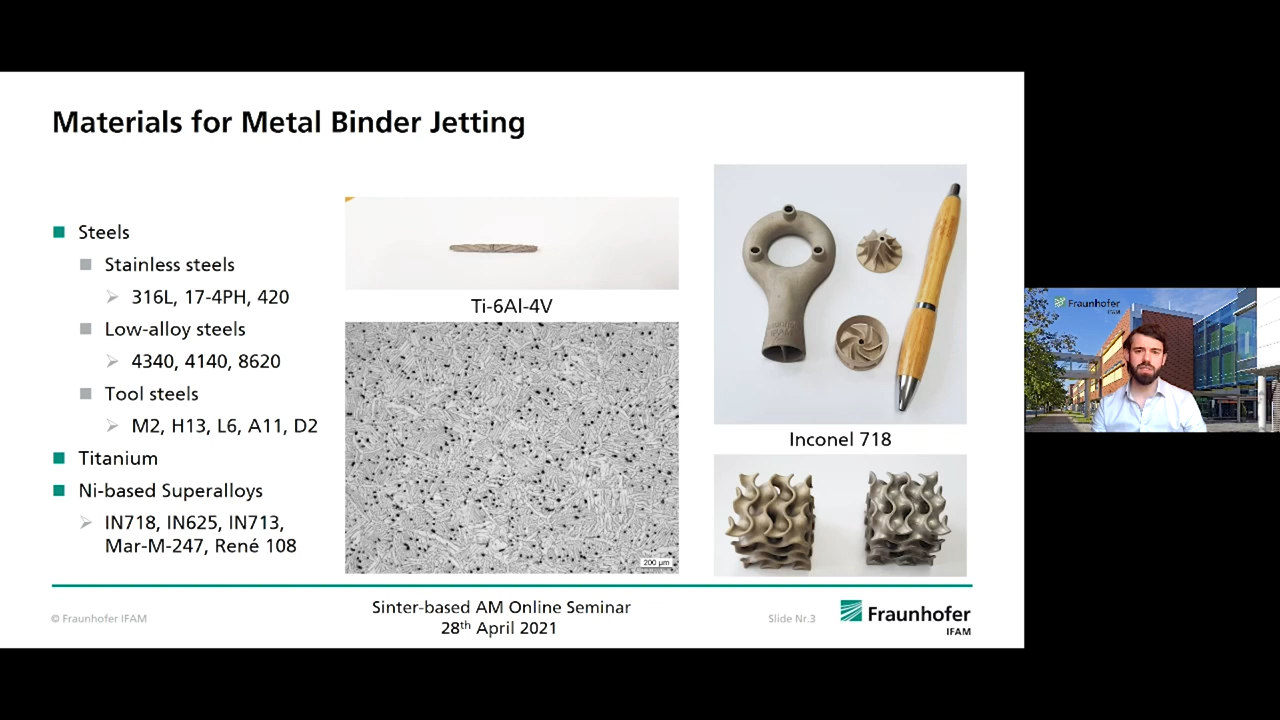 Materials for Metal Binder Jetting
Steels
Stainless steels
316L, 17-4PH, 420
Low-alloy steels
4340, 4140, 8620
Tool steels
M2, H13, L6, A11, D2
Titanium
Ni-based Superalloys
IN718, IN625, IN713,
Mar-M-247, René 108
Ti-6Al-4V
200 µm
Inconel 718
© Fraunhofer IFAM
Sinter-based AM Online Seminar
28th April 2021
Slide Nr.3
Fraunhofer
IFAM
Fraunhofer
IFAM